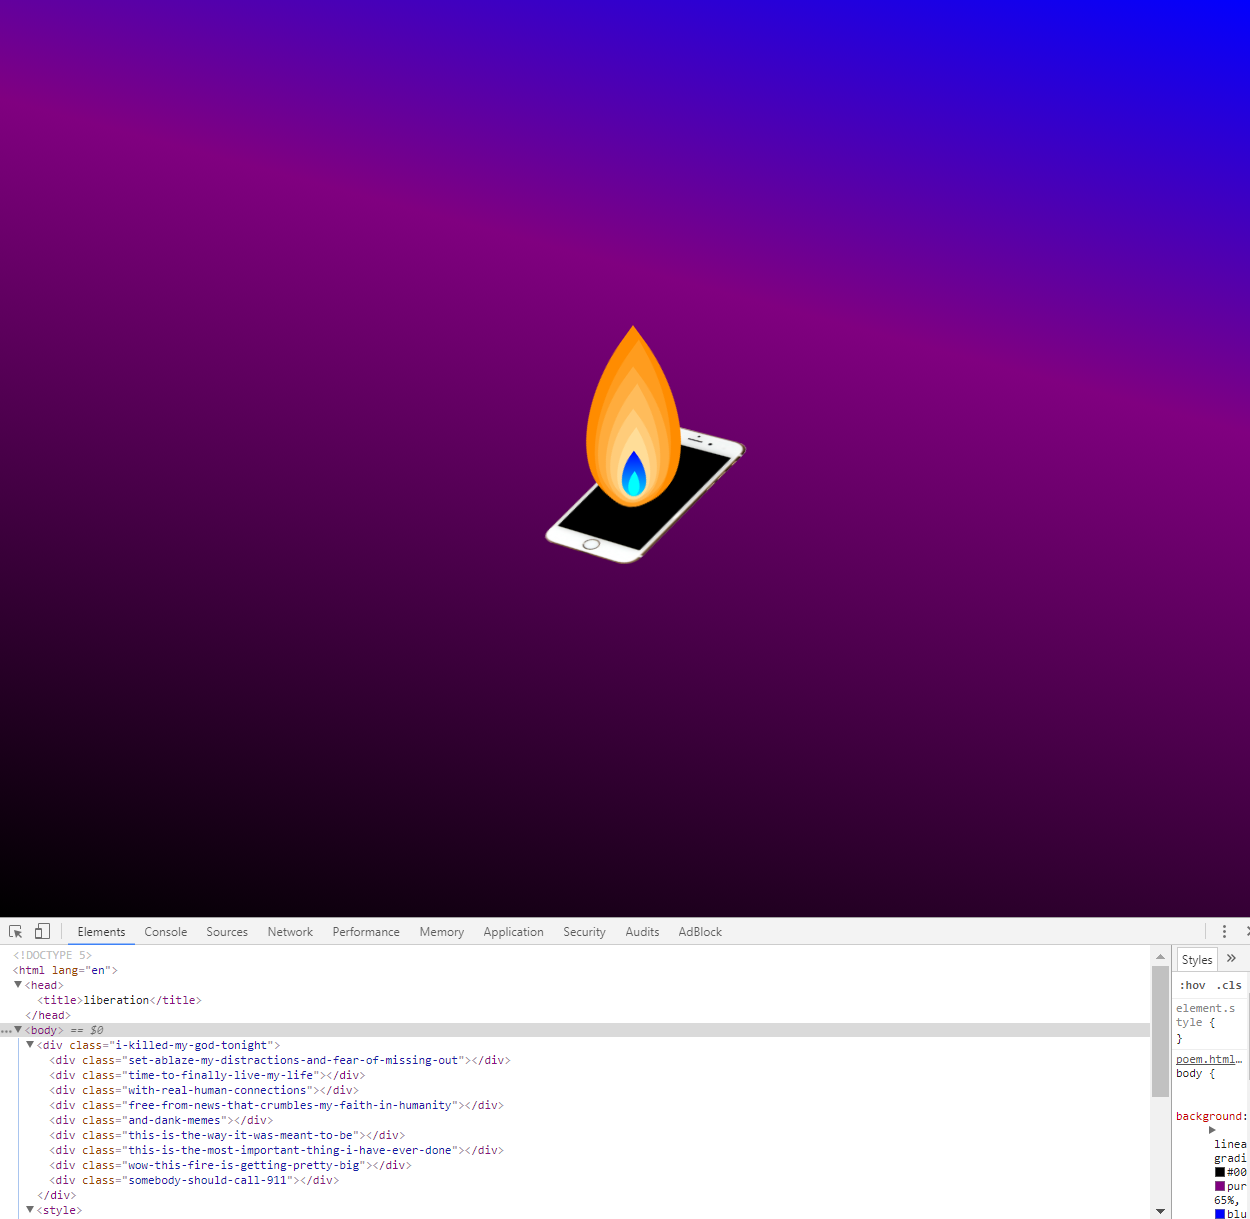 Elements Console Sources Network Performance Memory Application Security Audits AdBlock
<!DOCTYPE 5>
<html lang="en">
<head>
<title>liberation</title>
</head>
<body> == $0
<div class="i-killed-my-god-tonight">
<div class="set-ablaze-my-distractions-and-fear-of-missing-out"></div>
<div class="time-to-finally-live-my-life"></div>
<div class="with-real-human-connections"></div>
<div class="free-from-news-that-crumbles-my-faith-in-humanity"></div>
<div class="and-dank-memes"></div>
<div class="this-is-the-way-it-was-meant-to-be"></div>
<div class="this-is-the-most-important-thing-i-have-ever-done"></div>
<div class="wow-this-fire-is-getting-pretty-big"></div>
<div class="somebody-should-call-911"></div>
</div>
<style>
Styles »
:hov .cls
element.s
tyle {
}
poem.html…
body {
background:
linea
gradi
#00
pur
65%,
blu